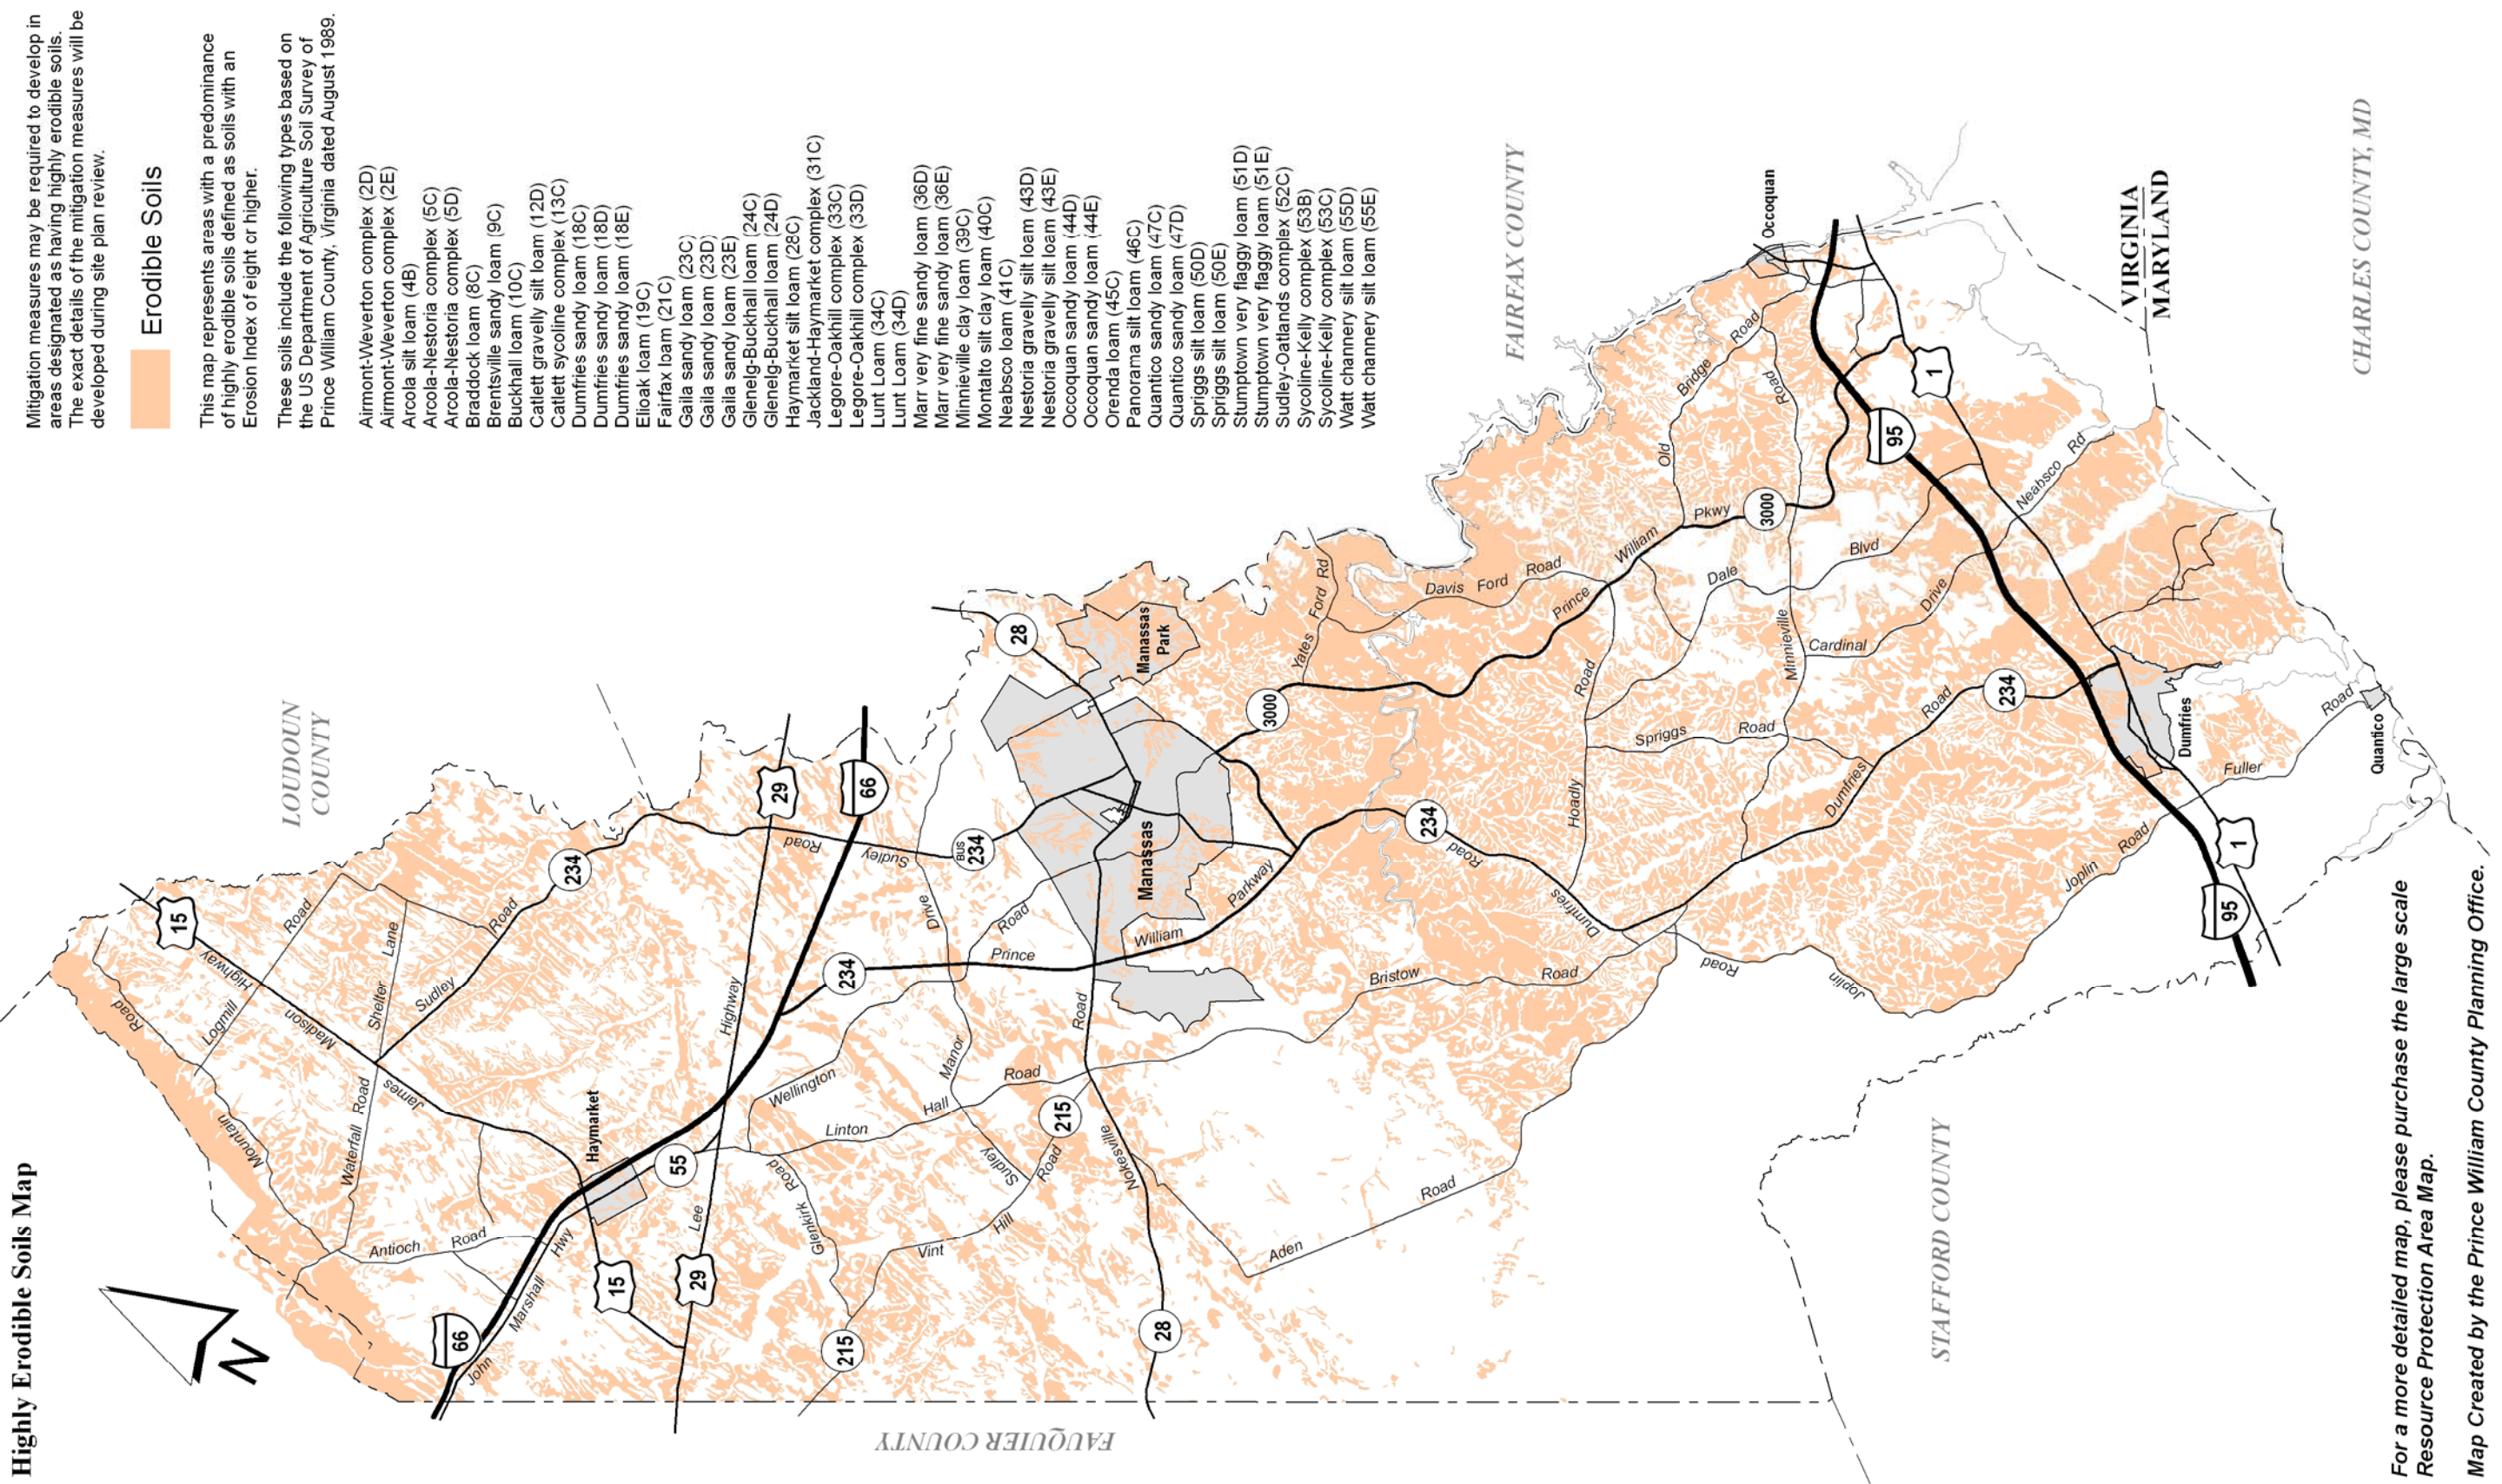 Highly Erodible Soils Map
Mitigation measures may be required to develop in
areas designated as having highly erodible soils.
The exact details of the mitigation measures will be
developed during site plan review.
Erodible Soils
This map represents areas with a predominance
of highly erodible soils defined as soils with an
Erosion Index of eight or higher.
These soils include the following types based on
the US Department of Agriculture Soil Survey of
Prince William County, Virginia dated August 1989.
Airmont-Weverton complex (2D)
Airmont-Weverton complex (2E)
Arcola silt loam (4B)
Arcola-Nestoria complex (5C)
Arcola-Nestoria complex (5D)
Braddock loam (8C)
Brentsville sandy loam (9C)
Buckhall loam (10C)
Catlett gravelly silt loam (12D)
Catlett sycoline complex (13C)
Dumfries sandy loam (18C)
Dumfries sandy loam (18D)
Dumfries sandy loam (18E)
Elioak loam (19C)
Fairfax loam (21C)
Gaila sandy loam (23C)
Gaila sandy loam (23D)
Gaila sandy loam (23E)
Glenelg-Buckhall loam (24C)
Glenelg-Buckhall loam (24D)
Haymarket silt loam (28C)
Jackland-Haymarket complex (31C)
Legore-Oakhill complex (33C)
Legore-Oakhill complex (33D)
Lunt Loam (34C)
Lunt Loam (34D)
Marr very fine sandy loam (36D)
Marr very fine sandy loam (36E)
Minnieville clay loam (39C)
Montalto silt clay loam (40C)
Neabsco loam (41C)
Nestoria gravelly silt loam (43D)
Nestoria gravelly silt loam (43E)
Occoquan sandy loam (44D)
Occoquan sandy loam (44E)
Orenda loam (45C)
Panorama silt loam (46C)
Quantico sandy loam (47C)
Quantico sandy loam (47D)
Spriggs silt loam (50D)
Spriggs silt loam (50E)
Stumptown very flaggy loam (51D)
Stumptown very flaggy loam (51E)
Sudley-Oatlands complex (52C)
Sycoline-Kelly complex (53B)
Sycoline-Kelly complex (53C)
Watt channery silt loam (55D)
Watt channery silt loam (55E)
N
LOUDOUN
COUNTY
FAIRFAX COUNTY
FAUQUIER COUNTY
STAFFORD COUNTY
CHARLES COUNTY, MD
VIRGINIA
MARYLAND
15
Highway
Madison
James
Logmill
Road
Mountain
Road
Shelter
Lane
Waterfall
Road
Sudley
Road
234
Antioch
Road
66
John
Marshall
Hwy
Haymarket
15
55
29
Lee
Highway
29
66
Road
Sudley
BUS
234
234
Drive
Road
Prince
William
Parkway
Wellington
Linton
Hall
Road
Manor
Sudley
Glenkirk
Road
Vint
Hill
Road
215
215
Nokesville
Road
28
28
Manassas
Manassas
Park
3000
Yates
Ford
Rd
Davis
Ford
Road
Prince
William
Pkwy
3000
Old
Bridge
Road
Road
Minnieville
Occoquan
1
95
Neabsco
Rd
Dale
Blvd
Cardinal
Drive
Hoadly
Road
Spriggs
Road
234
Road
Dumfries
Dumfries
Road
234
Bristow
Road
Aden
Road
Joplin
Road
Joplin
Road
Dumfries
Fuller
Road
Quantico
1
95
For a more detailed map, please purchase the large scale
Resource Protection Area Map.
Map Created by the Prince William County Planning Office.